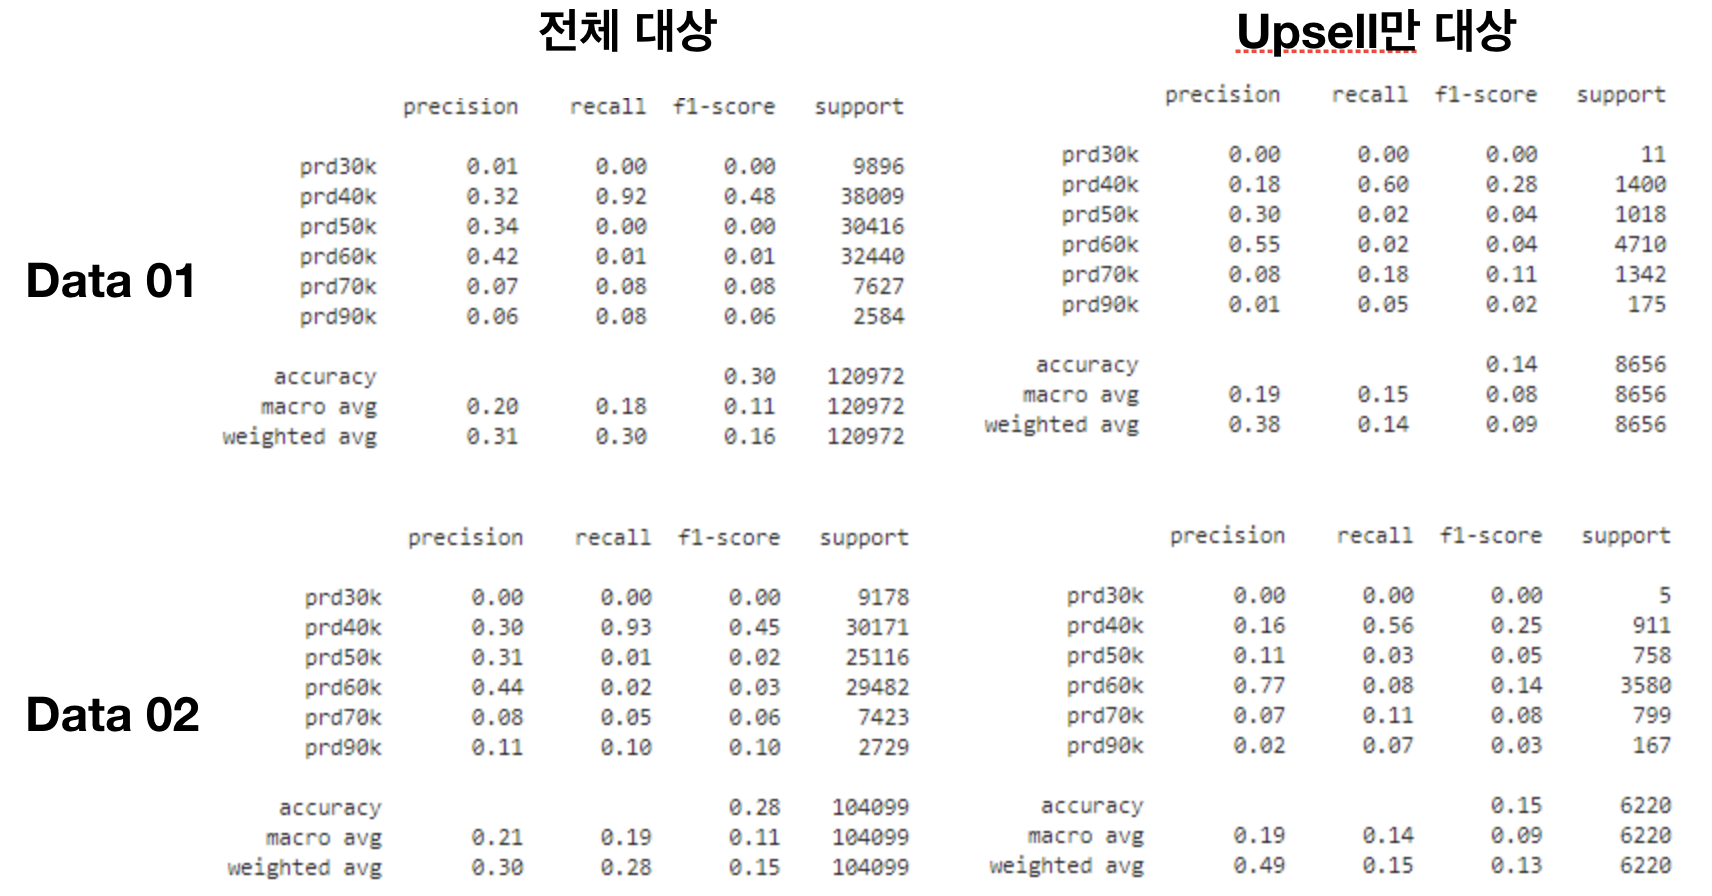 전체 대상
Upsell만 대상
Data 01
precision recall f1-score support
prd30k 0.01 0.00 0.00 9896
prd40k 0.32 0.92 0.48 38009
prd50k 0.34 0.00 0.00 30416
prd60k 0.42 0.01 0.01 32440
prd70k 0.07 0.08 0.08 7627
prd90k 0.06 0.08 0.06 2584
accuracy 0.30 120972
macro avg 0.20 0.18 0.11 120972
weighted avg 0.31 0.30 0.16 120972
precision recall f1-score support
prd30k 0.00 0.00 0.00 11
prd40k 0.18 0.60 0.28 1400
prd50k 0.30 0.02 0.04 1018
prd60k 0.55 0.02 0.04 4710
prd70k 0.08 0.18 0.11 1342
prd90k 0.01 0.05 0.02 175
accuracy 0.14 8656
macro avg 0.19 0.15 0.08 8656
weighted avg 0.38 0.14 0.09 8656
Data 02
precision recall f1-score support
prd30k 0.00 0.00 0.00 9178
prd40k 0.30 0.93 0.45 30171
prd50k 0.31 0.01 0.02 25116
prd60k 0.44 0.02 0.03 29482
prd70k 0.08 0.05 0.06 7423
prd90k 0.11 0.10 0.10 2729
accuracy 0.28 104099
macro avg 0.21 0.19 0.11 104099
weighted avg 0.30 0.28 0.15 104099
precision recall f1-score support
prd30k 0.00 0.00 0.00 5
prd40k 0.16 0.56 0.25 911
prd50k 0.11 0.03 0.05 758
prd60k 0.77 0.08 0.14 3580
prd70k 0.07 0.11 0.08 799
prd90k 0.02 0.07 0.03 167
accuracy 0.15 6220
macro avg 0.19 0.14 0.09 6220
weighted avg 0.49 0.15 0.13 6220